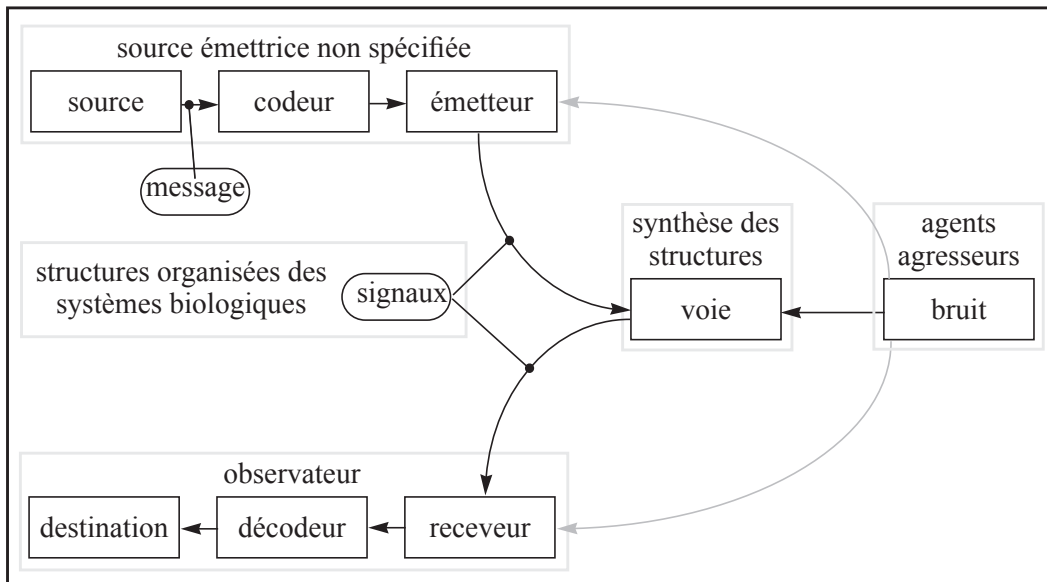 source émettrice non spécifiée
source
codeur
émetteur
message
synthèse des
structures
agents
agresseurs
structures organisées des
systèmes biologiques
signaux
voie
bruit
observateur
destination
décodeur
receveur